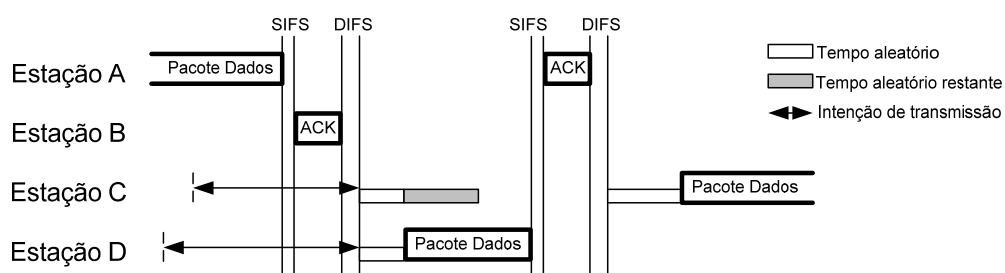 SIFS DIFS SIFS DIFS
Estação A Pacote Dados ACK
Estação B ACK
Estação C Pacote Dados
Estação D Pacote Dados
Tempo aleatório
Tempo aleatório restante
Intenção de transmissão